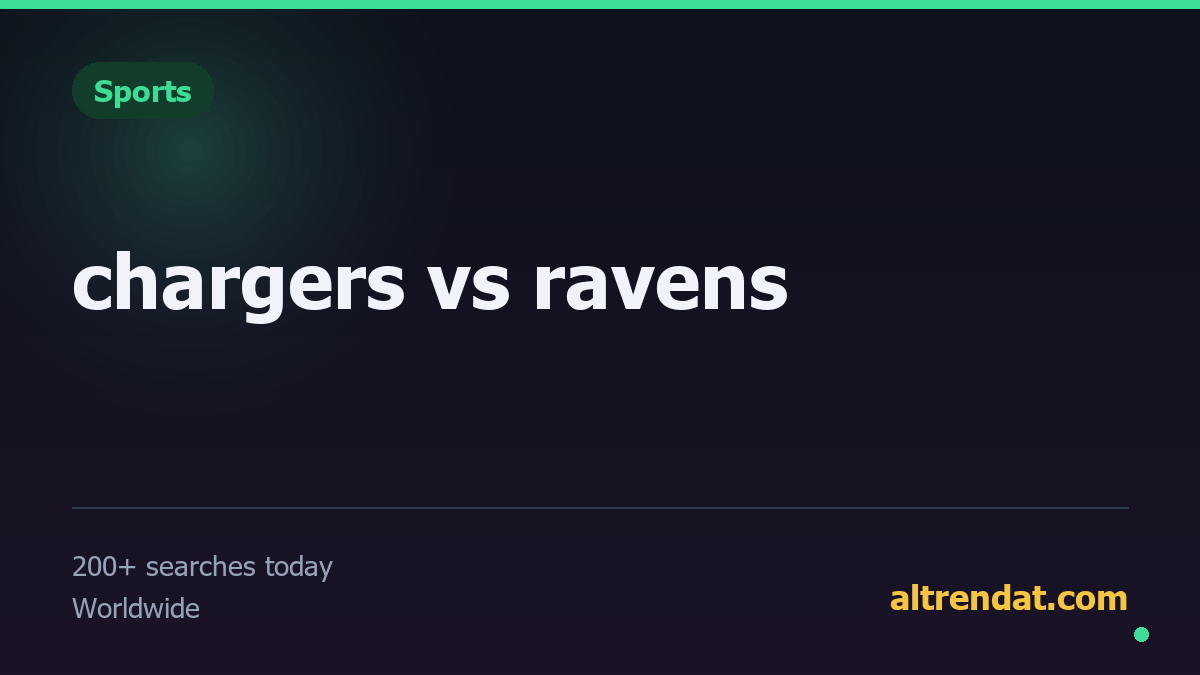 Sports
chargers vs ravens
200+ searches today
Worldwide
altrendat.com